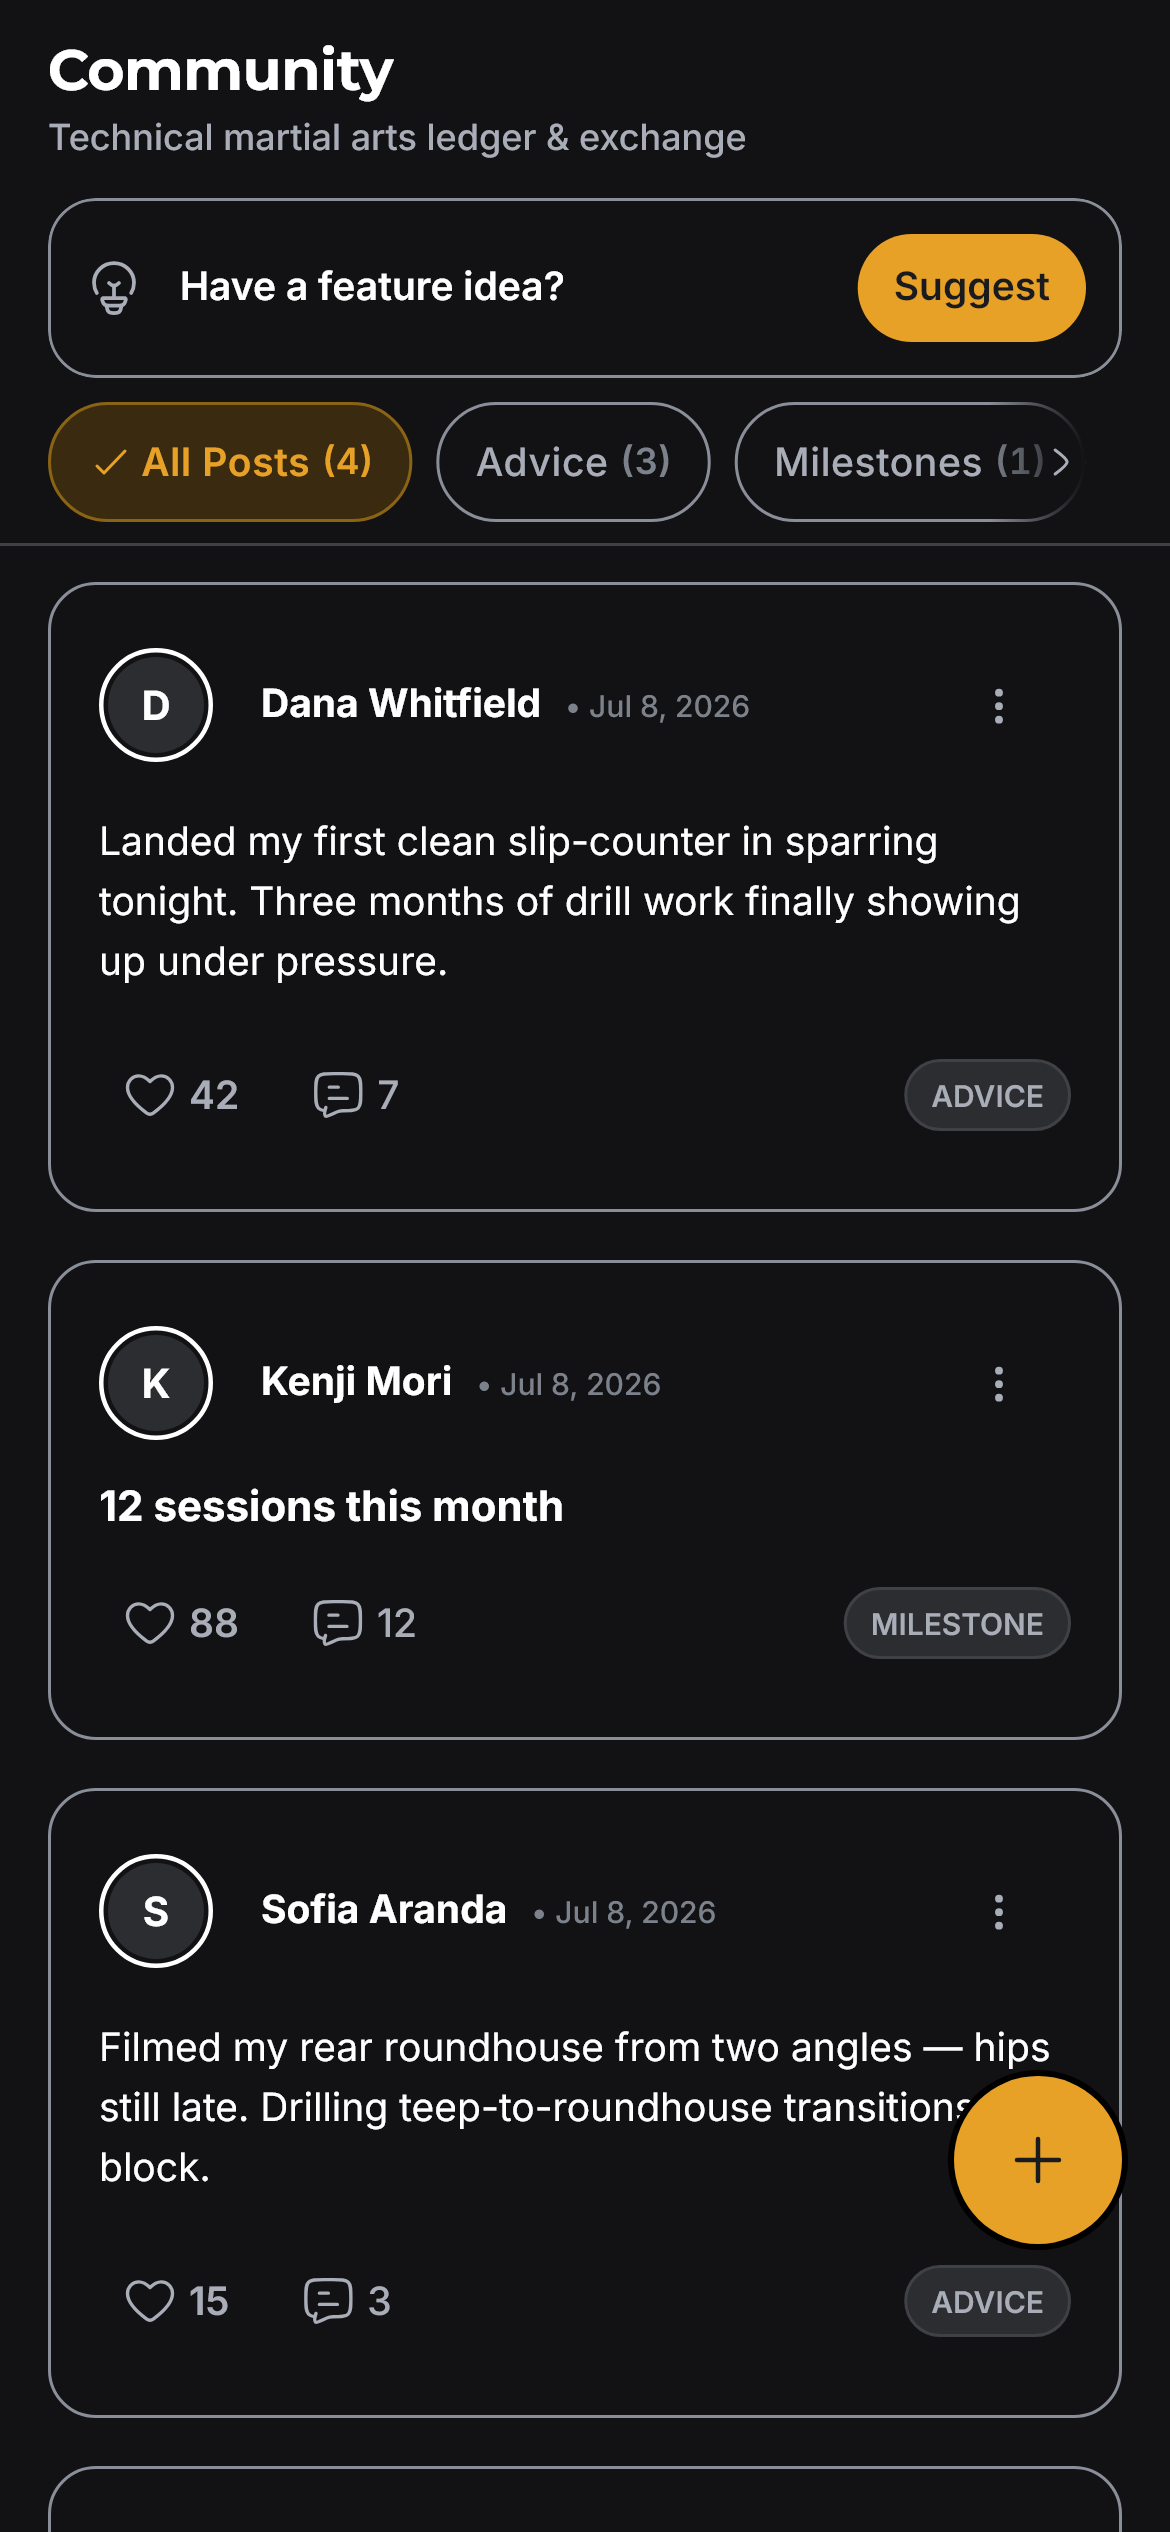 Community
Technical martial arts ledger & exchange
Have a feature idea?
Suggest
All Posts (4)
Advice (3)
Milestones (1)
D
Dana Whitfield • Jul 8, 2026
Landed my first clean slip-counter in sparring
tonight. Three months of drill work finally showing
up under pressure.
42
7
ADVICE
K
Kenji Mori • Jul 8, 2026
12 sessions this month
88
12
MILESTONE
S
Sofia Aranda • Jul 8, 2026
Filmed my rear roundhouse from two angles — hips
still late. Drilling teep-to-roundhouse transitions
block.
15
3
ADVICE